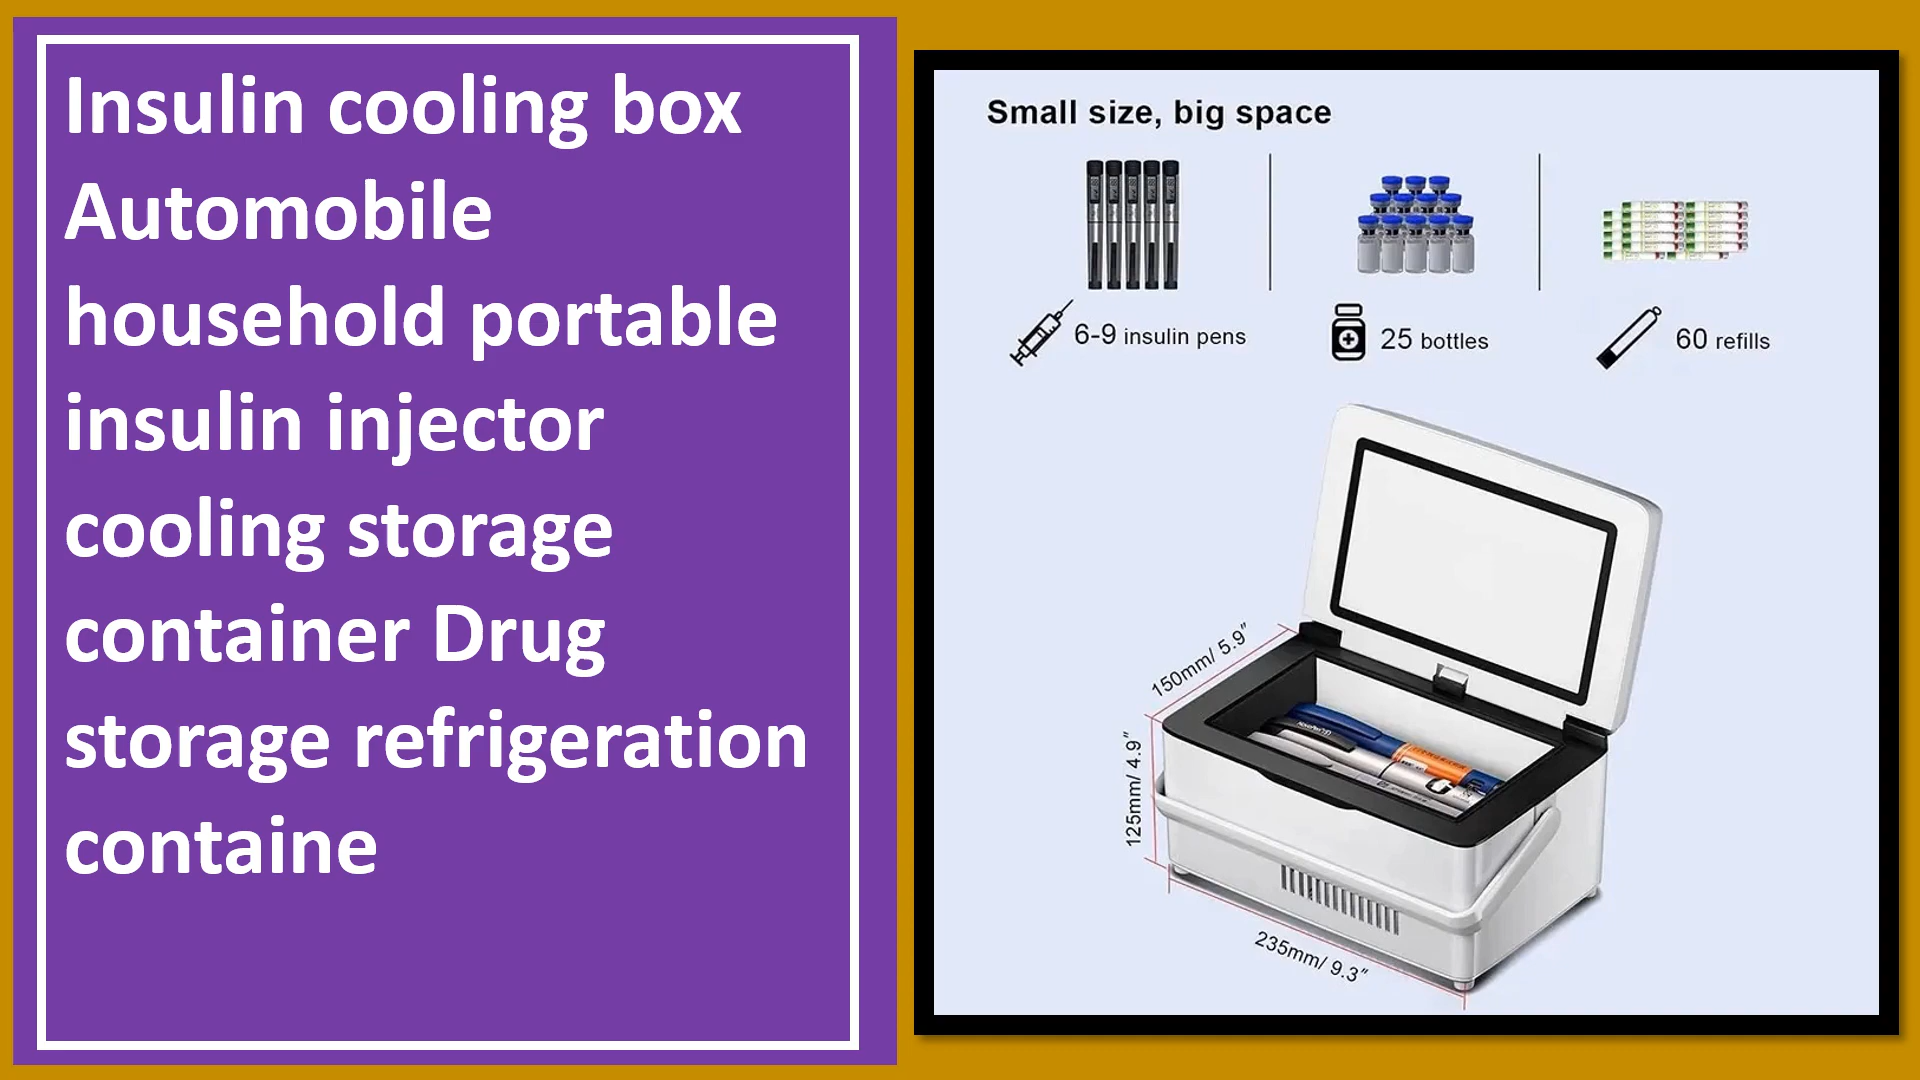 Insulin cooling box
Automobile
household portable
insulin injector
cooling storage
container Drug
storage refrigeration
containe
Small size, big space
6-9 insulin pens
25 bottles
60 refills
150mm/ 5.9″
125mm/ 4.9″
235mm/ 9.3″